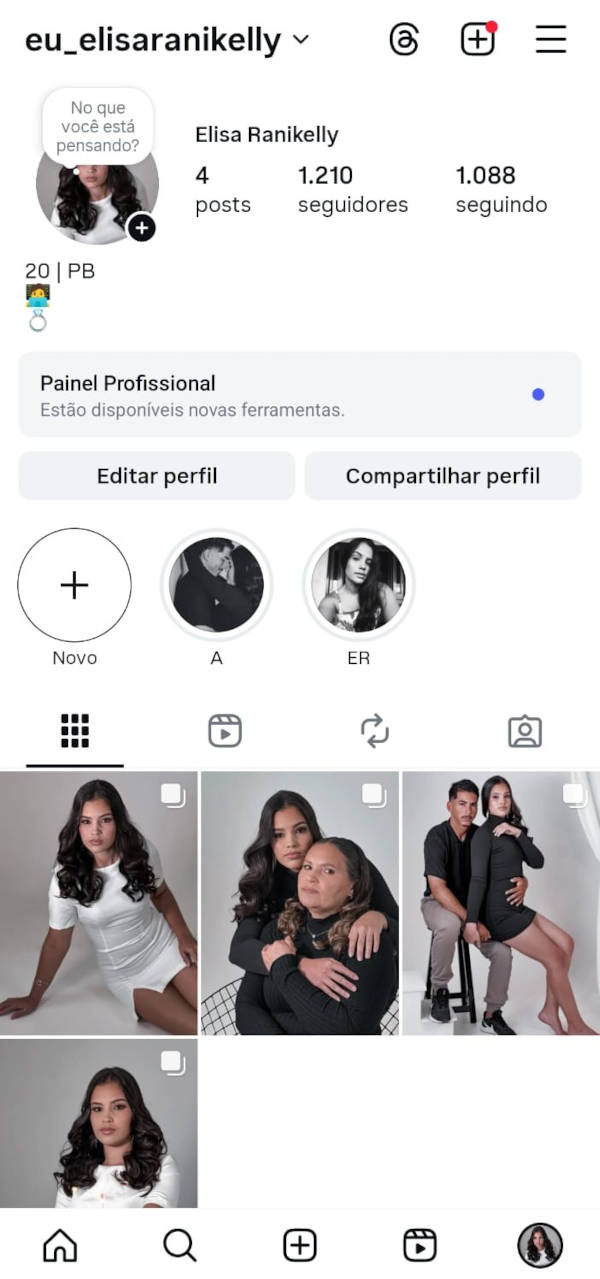 eu_elisaranikelly
No que
você está
pensando?
Elisa Ranikelly
4
1.210
1.088
posts
seguidores
seguindo
20 | PB
🧑‍💻
💍
Painel Profissional
Estão disponíveis novas ferramentas.
Editar perfil
Compartilhar perfil
Novo
A
ER